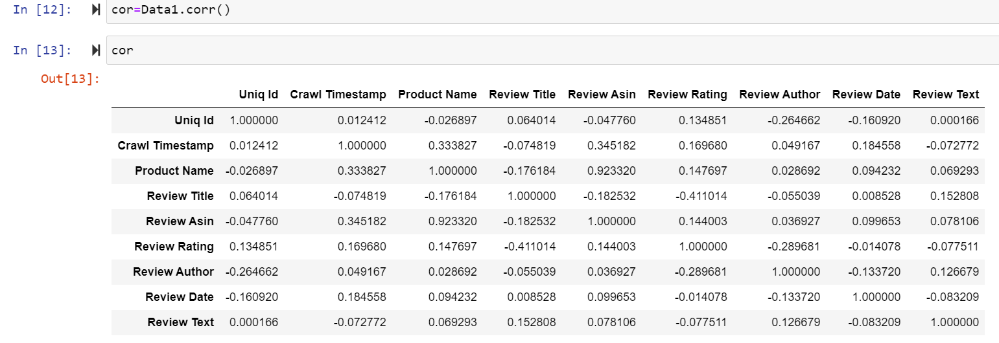 In [12]: cor=Data1.corr()
In [13]: cor
Out[13]:
Uniq Id Crawl Timestamp Product Name Review Title Review Asin Review Rating Review Author Review Date Review Text
Uniq Id 1.000000 0.012412 -0.026897 0.064014 -0.047760 0.134851 -0.264662 -0.160920 0.000166
Crawl Timestamp 0.012412 1.000000 0.333827 -0.074819 0.345182 0.169680 0.049167 0.184558 -0.072772
Product Name -0.026897 0.333827 1.000000 -0.176184 0.923320 0.147697 0.028692 0.094232 0.069293
Review Title 0.064014 -0.074819 -0.176184 1.000000 -0.182532 -0.411014 -0.055039 0.008528 0.152808
Review Asin -0.047760 0.345182 0.923320 -0.182532 1.000000 0.144003 0.036927 0.099653 0.078106
Review Rating 0.134851 0.169680 0.147697 -0.411014 0.144003 1.000000 -0.289681 -0.014078 -0.077511
Review Author -0.264662 0.049167 0.028692 -0.055039 0.036927 -0.289681 1.000000 -0.133720 0.126679
Review Date -0.160920 0.184558 0.094232 0.008528 0.099653 -0.014078 -0.133720 1.000000 -0.083209
Review Text 0.000166 -0.072772 0.069293 0.152808 0.078106 -0.077511 0.126679 -0.083209 1.000000